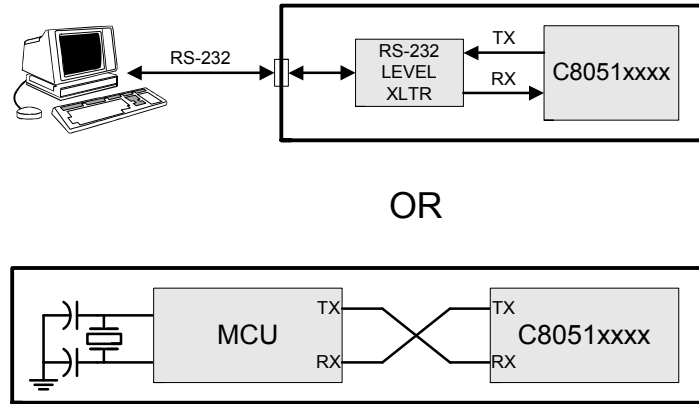 RS-232
RS-232
LEVEL
XLTR
TX
RX
C8051xxxx
OR
MCU
TX
RX
TX
RX
C8051xxxx